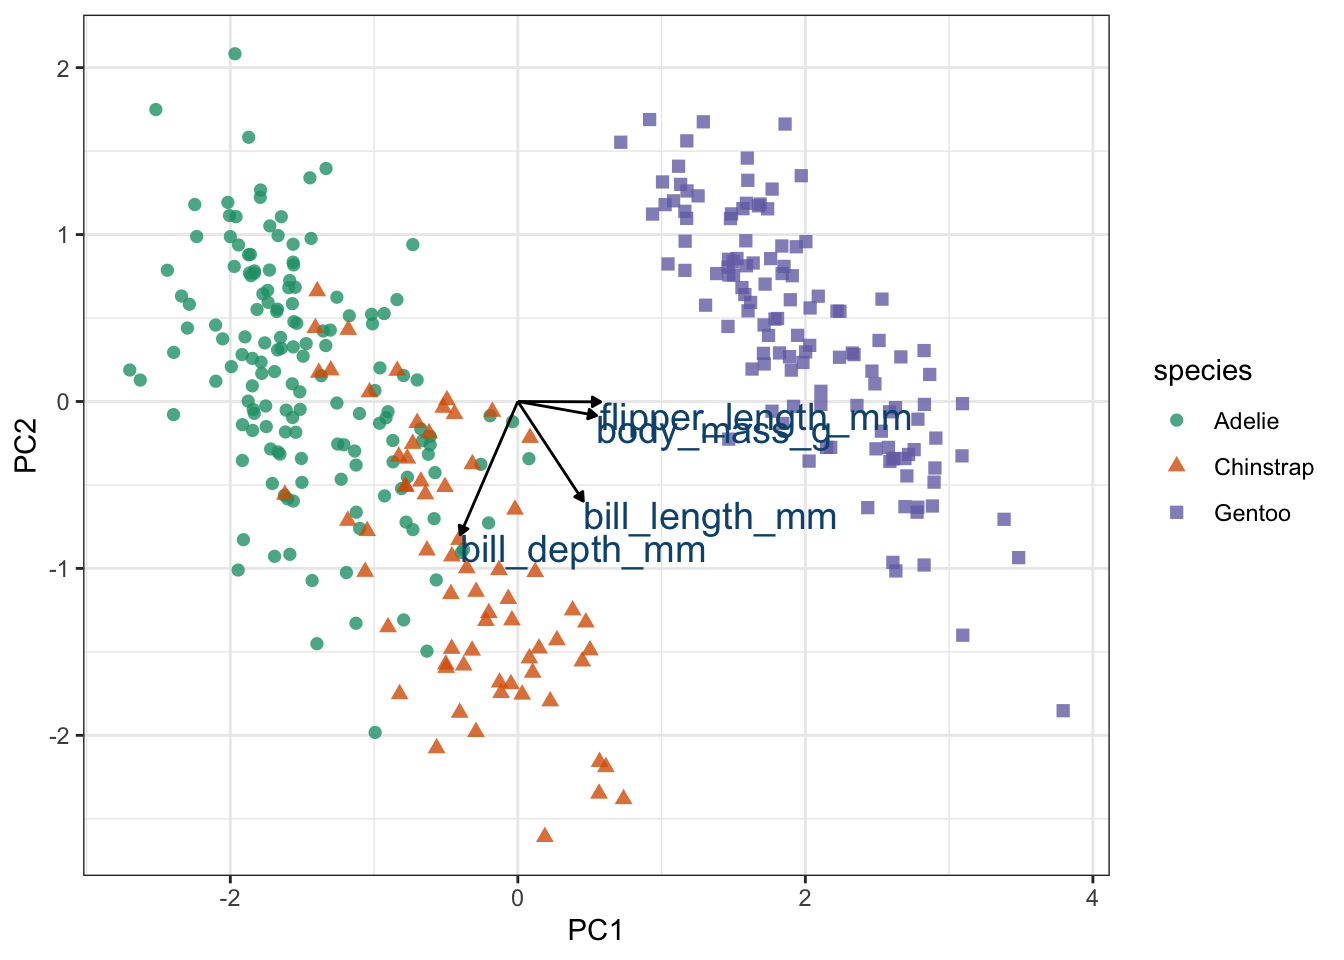 2
1
0
-1
-2
-2
0
2
4
PC1
PC2
flipper_length_mm
body_mass_g
bill_length_mm
bill_depth_mm
species
Adelie
Chinstrap
Gentoo